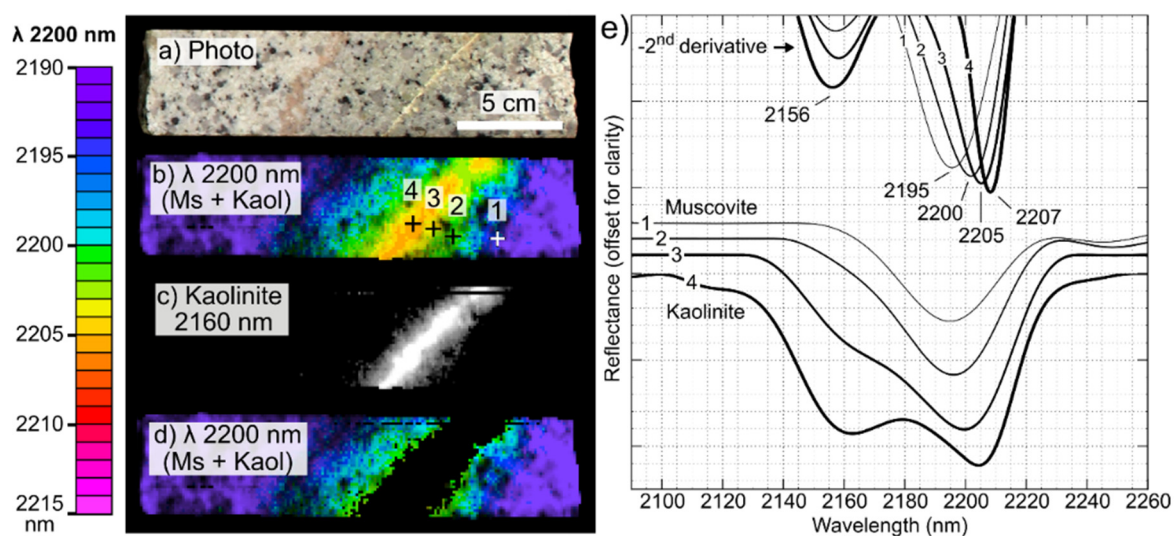 λ 2200 nm
2190
2195
2200
2205
2210
2215
nm
a) Photo
5 cm
b) λ 2200 nm
(Ms + Kaol)
4
3
2
1
c) Kaolinite
2160 nm
d) λ 2200 nm
(Ms + Kaol)
e)
-2nd derivative
1
2
3
4
2156
2195
2200
2207
2205
1
Muscovite
2
3
4
Kaolinite
Reflectance (offset for clarity)
2100 2120 2140 2160 2180 2200 2220 2240 2260
Wavelength (nm)